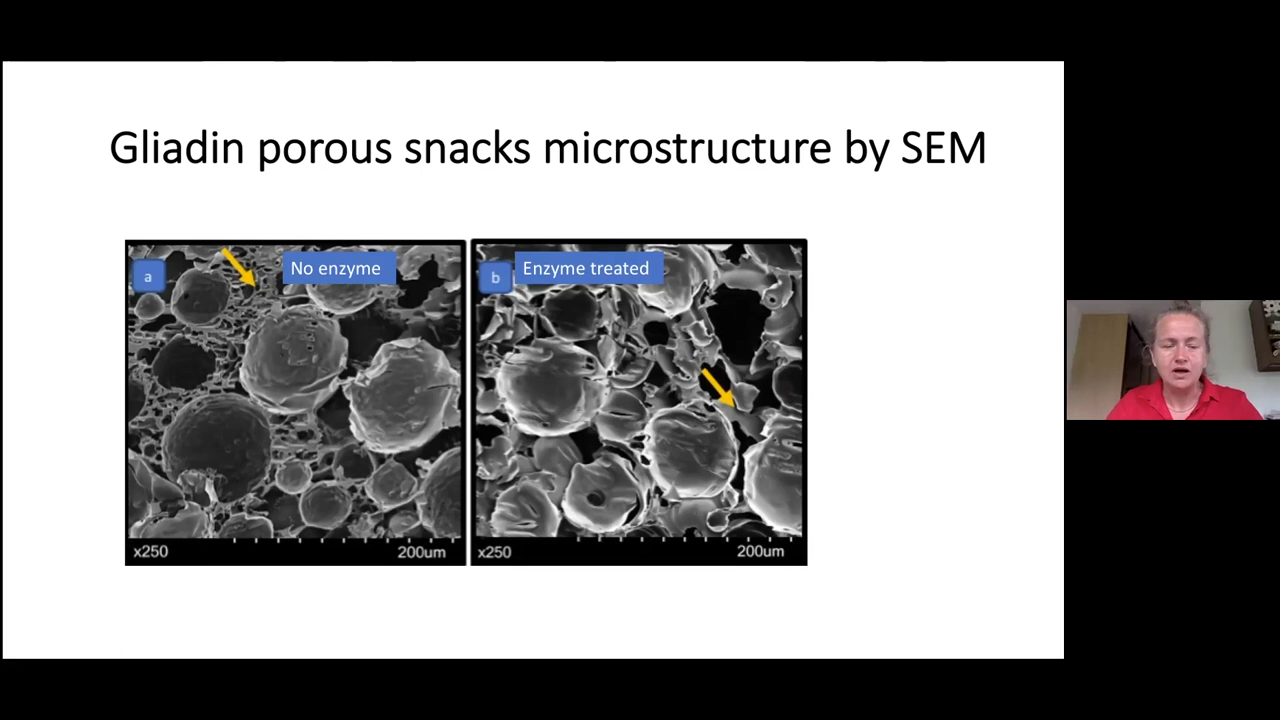 Gliadin porous snacks microstructure by SEM
a
No enzyme
b
Enzyme treated
x250
200um
x250
200um